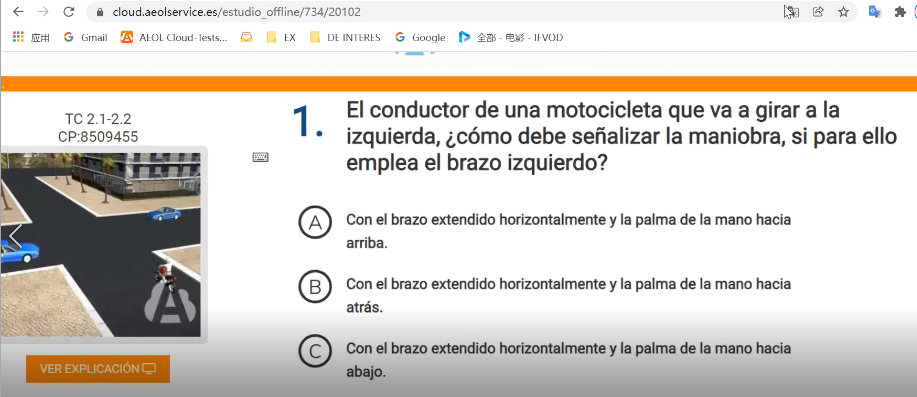 cloud.aeolservice.es/estudio_offline/734/20102
应用 Gmail AEOL Cloud-Tests... EX DE INTERES Google 全部 - 电影 - IFVOD
TC 2.1-2.2
CP:8509455
1. El conductor de una motocicleta que va a girar a la
izquierda, ¿cómo debe señalizar la maniobra, si para ello
emplea el brazo izquierdo?
A Con el brazo extendido horizontalmente y la palma de la mano hacia
arriba.
B Con el brazo extendido horizontalmente y la palma de la mano hacia
atrás.
C Con el brazo extendido horizontalmente y la palma de la mano hacia
abajo.
VER EXPLICACIÓN